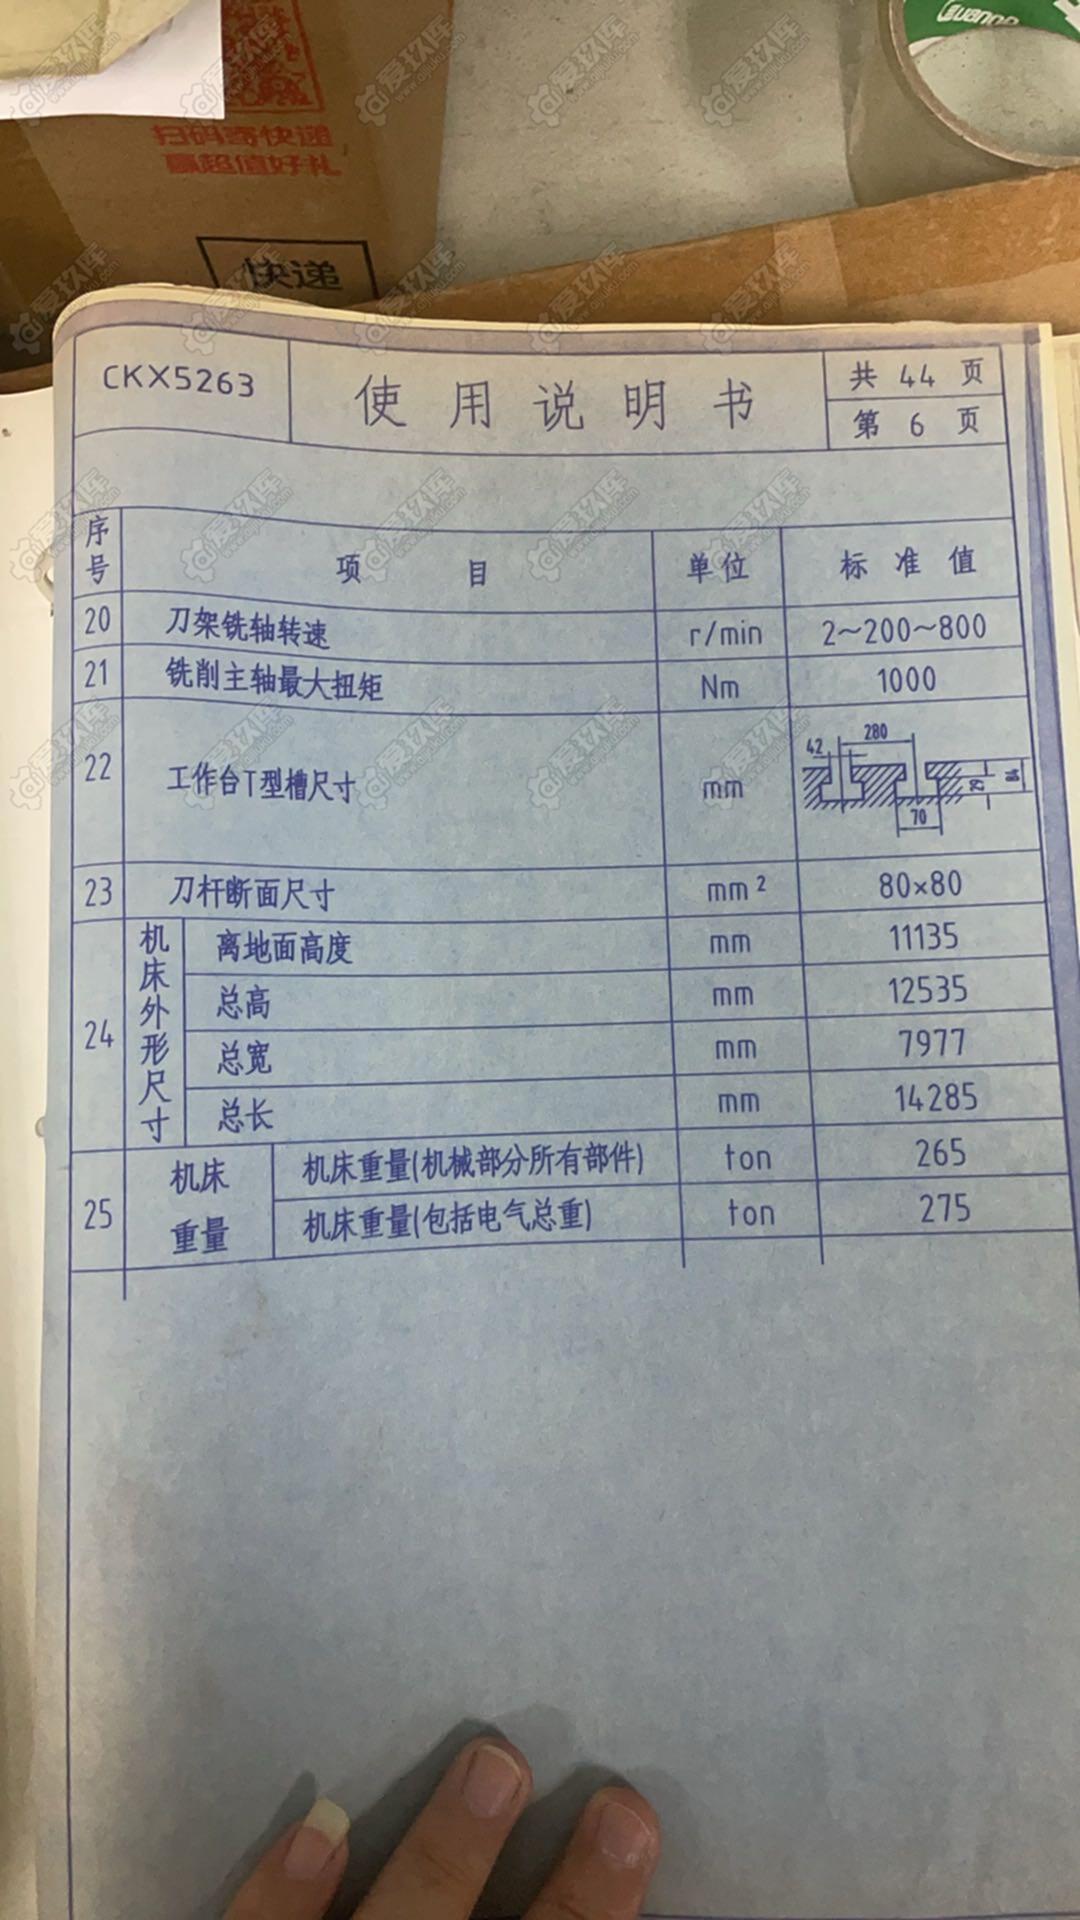 Guanno
扫码寄快递
赢超值好礼
快递
CKX5263
使用说明书
共 44 页
第 6 页
序号 项目 单位 标准值
20 刀架铣轴转速 r/min 2~200~800
21 铣削主轴最大扭矩 Nm 1000
22 工作台T型槽尺寸 mm
42 280
70
23 刀杆断面尺寸 mm² 80×80
24 机床外形尺寸
离地面高度 mm 11135
总高 mm 12535
总宽 mm 7977
总长 mm 14285
25 机床重量
机床重量(机械部分所有部件) ton 265
机床重量(包括电气总重) ton 275
爱玖库
www.aijiuku.com